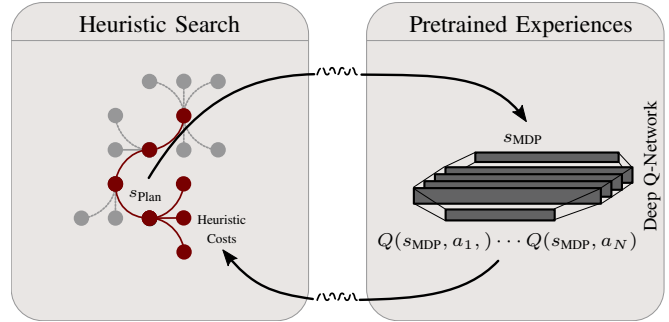 Heuristic Search
s_Plan
Heuristic
Costs
Pretrained Experiences
s_MDP
Deep Q-Network
Q(s_MDP, a_1,) ··· Q(s_MDP, a_N)